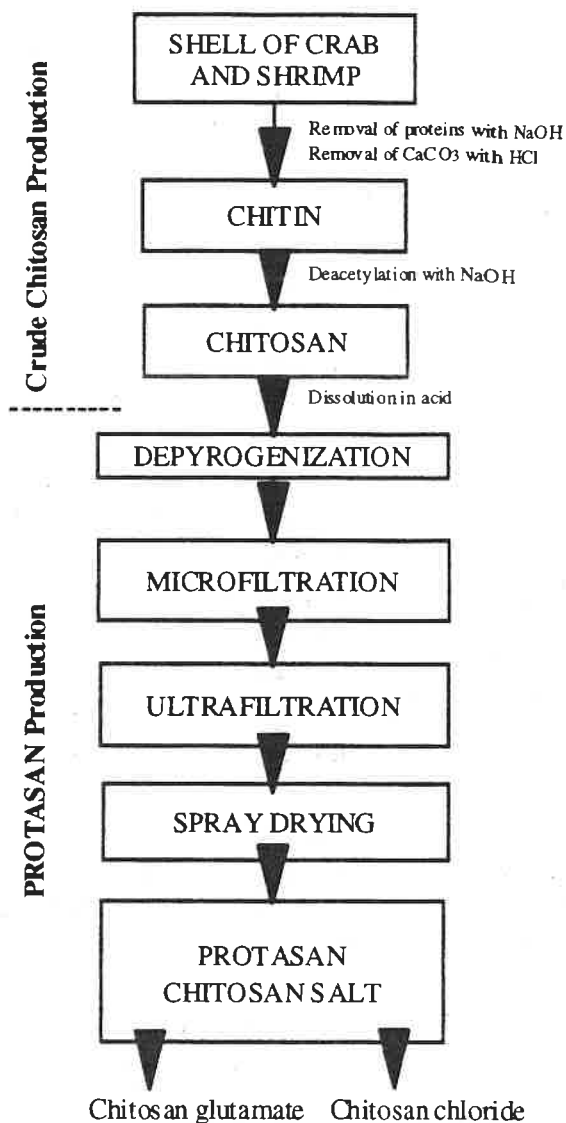 SHELL OF CRAB
AND SHRIMP
Removal of proteins with NaOH
Removal of CaCO3 with HCl
CHITIN
Deacetylation with NaOH
CHITOSAN
Dissolution in acid
Crude Chitosan Production
DEPYROGENIZATION
MICROFILTRATION
ULTRAFILTRATION
SPRAY DRYING
PROTASAN
CHITOSAN SALT
PROTASAN Production
Chitosan glutamate
Chitosan chloride